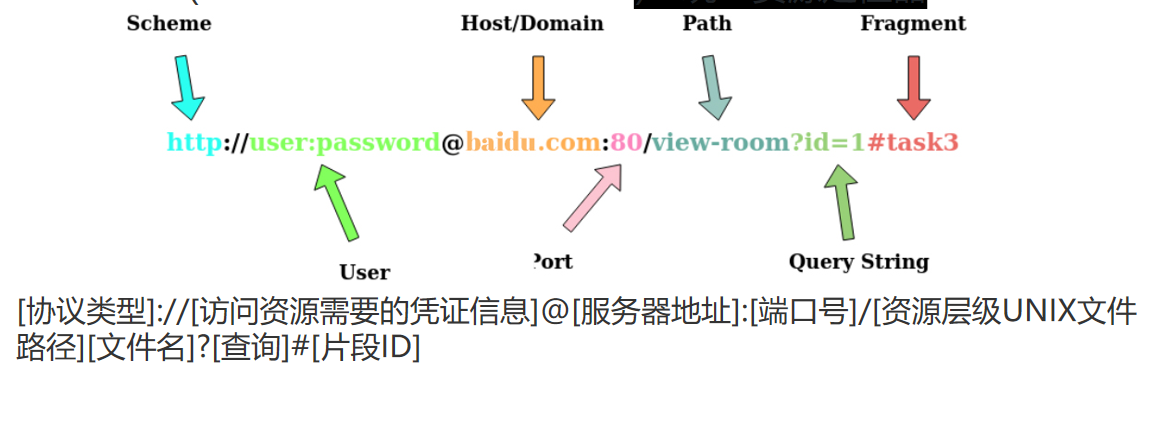 Scheme Host/Domain Path Fragment
http://user:password@baidu.com:80/view-room?id=1#task3
User Port Query String
[协议类型]://[访问资源需要的凭证信息]@[服务器地址]:[端口号]/[资源层级UNIX文件
路径][文件名]?[查询]#[片段ID]